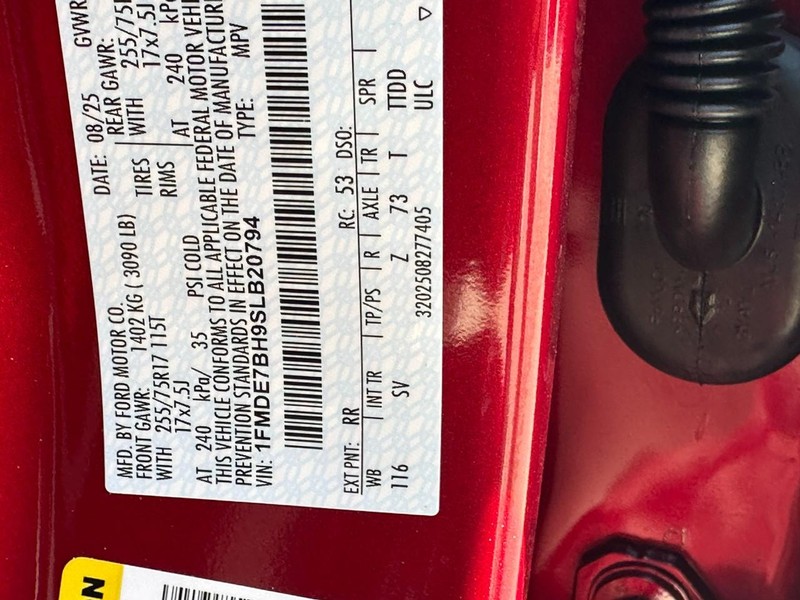 MFD. BY FORD MOTOR CO. DATE: 08/25 GVWR
FRONT GAWR: 1402 KG ( 3090 LB) REAR GAWR:
WITH 255/75R17 115T TIRES WITH 255/75
17x7.5J RIMS 17x7.5J
AT 240 kPa/ 35 PSI COLD AT 240 kPa
THIS VEHICLE CONFORMS TO ALL APPLICABLE FEDERAL MOTOR VEHI
PREVENTION STANDARDS IN EFFECT ON THE DATE OF MANUFACTUR
VIN: 1FMDE7BH9SLB20794 TYPE: MPV
EXT PNT: RR RC: 53 DSO:
WB INT TR TP/PS R AXLE TR SPR
116 SV Z 73 T TTDD
3202508277405 ULC
N